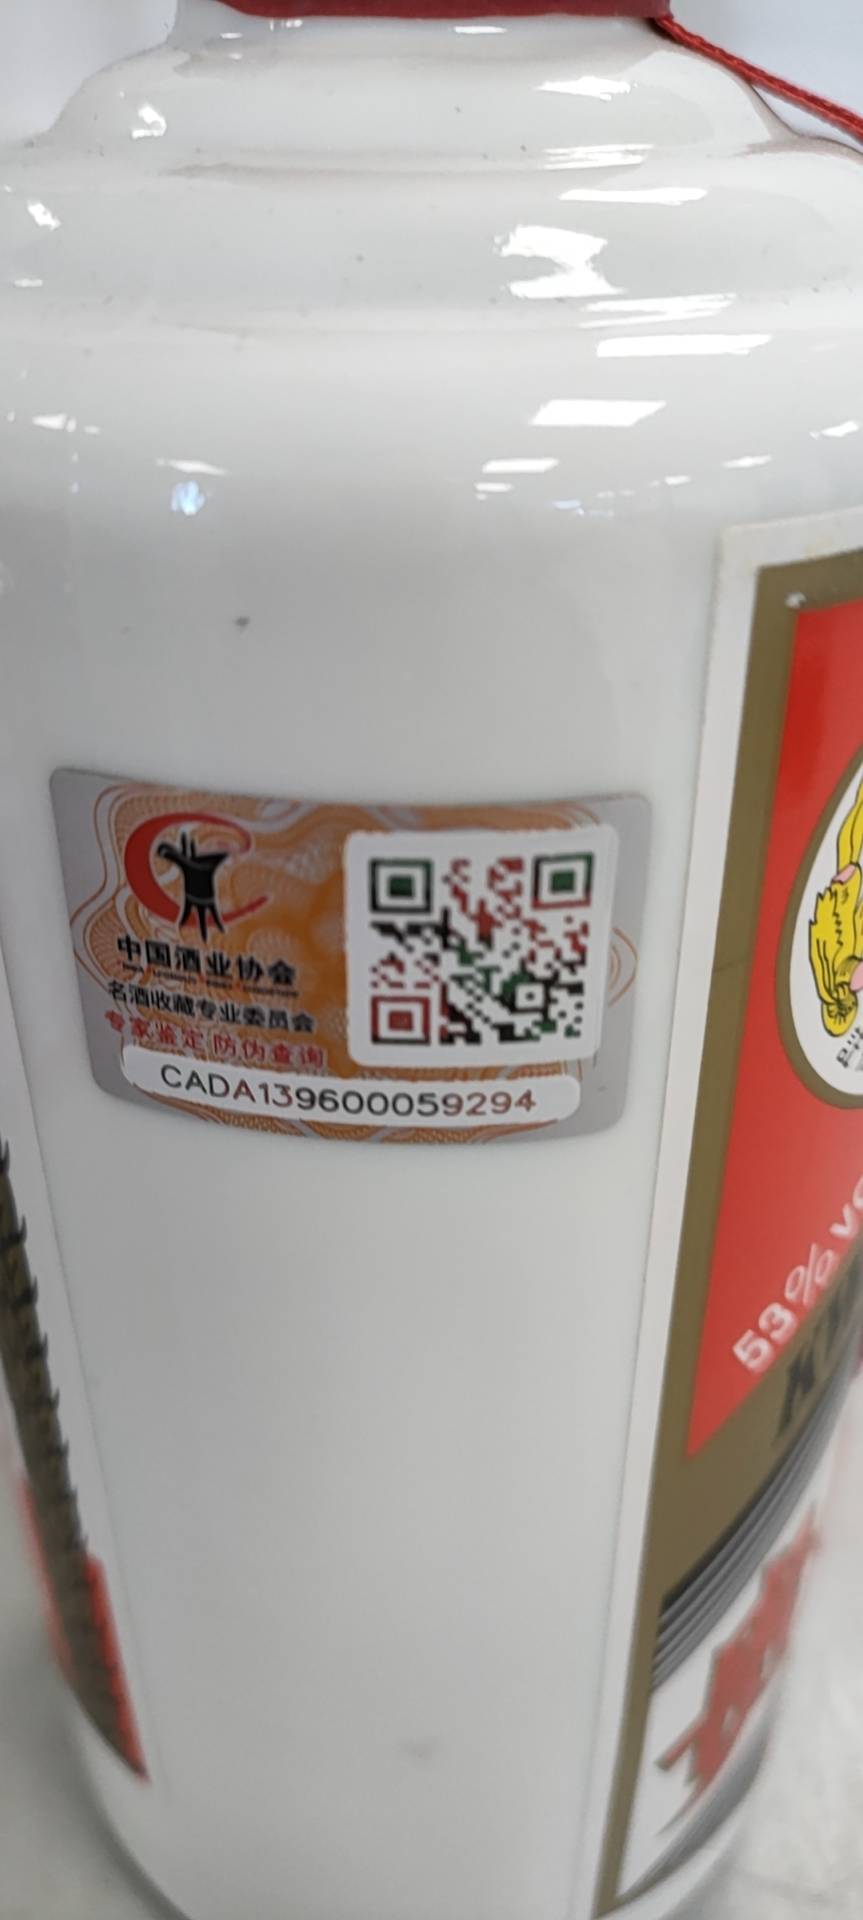 中国酒业协会
名酒收藏专业委员会
专家鉴定 防伪查询
CADA139600059294
53%